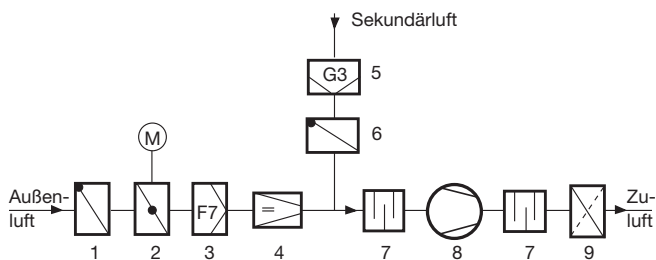 Sekundärluft
G3 5
6
M
Außen-
luft
F7
Zu-
luft
1 2 3 4 7 8 7 9